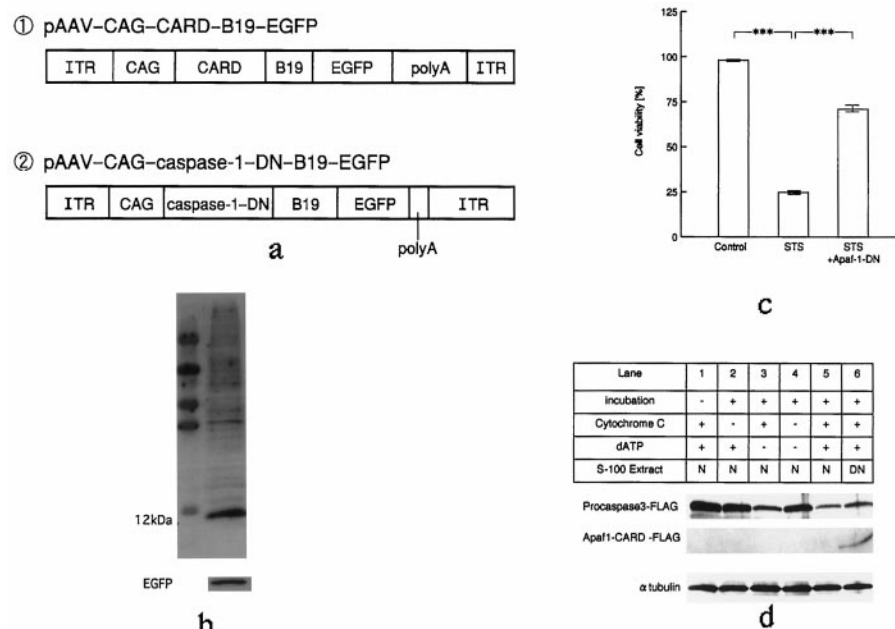 ① pAAV–CAG–CARD–B19–EGFP
ITR CAG CARD B19 EGFP polyA ITR
② pAAV–CAG–caspase-1–DN–B19–EGFP
ITR CAG caspase-1–DN B19 EGFP ITR
polyA
a
12kDa
EGFP
b
Cell viability [%]
125
100
75
50
25
0
*** ***
Control STS STS
+Apaf-1-DN
c
Lane 1 2 3 4 5 6
incubation - + + + + +
Cytochrome C + - + - + +
dATP + + - - + +
S-100 Extract N N N N N DN
Procaspase3-FLAG
Apaf1-CARD -FLAG
α tubulin
d